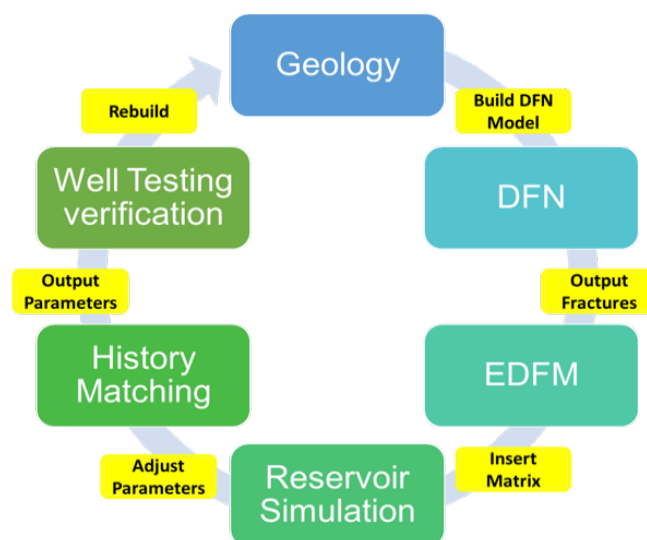 Geology
Build DFN
Model
DFN
Output
Fractures
EDFM
Insert
Matrix
Reservoir
Simulation
Adjust
Parameters
History
Matching
Output
Parameters
Well Testing
verification
Rebuild